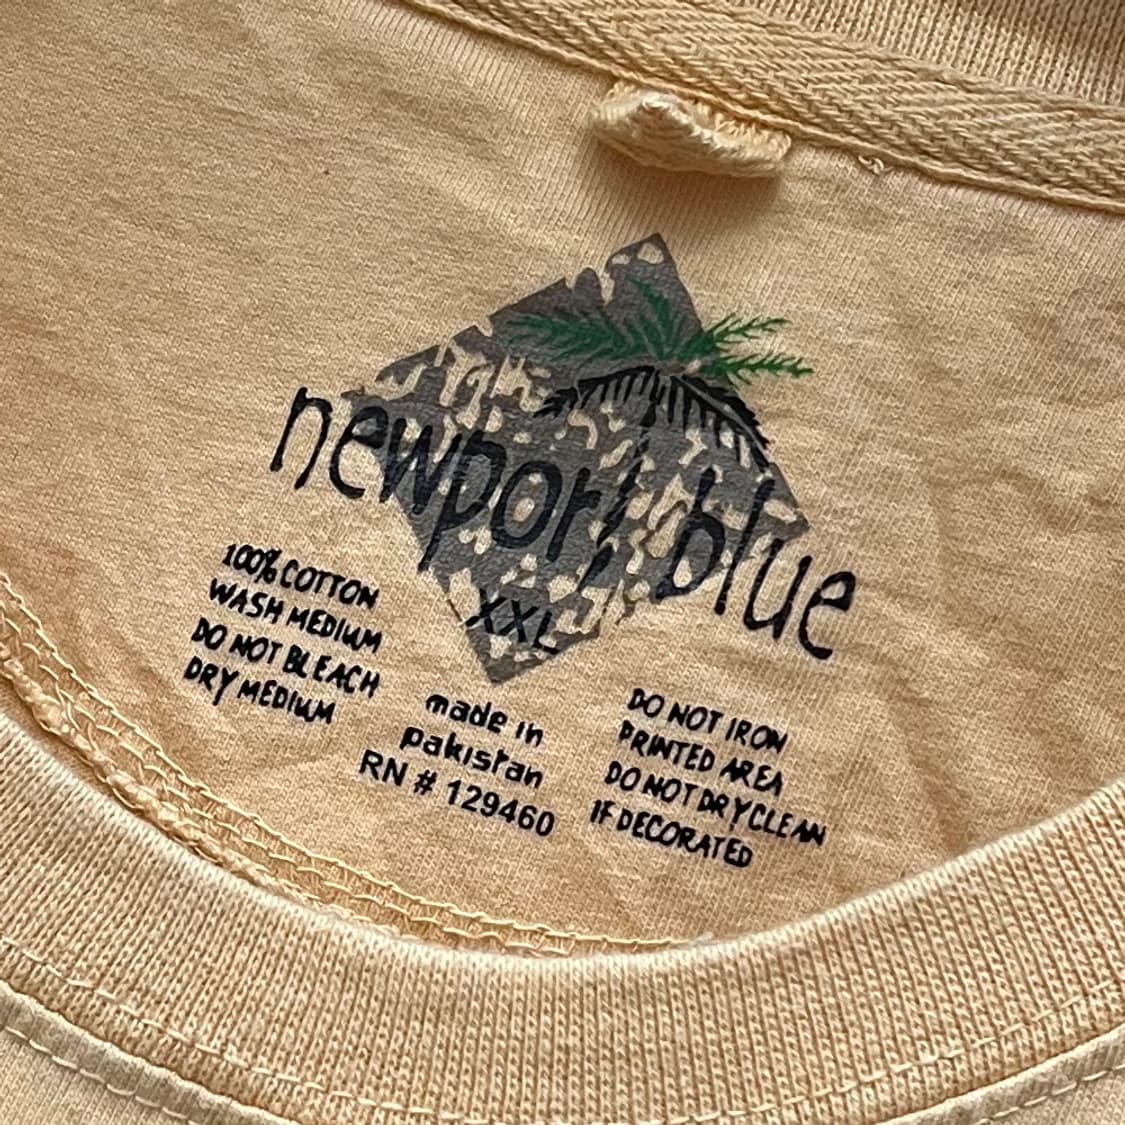 newport blue
XXL
100% COTTON
WASH MEDIUM
DO NOT BLEACH
DRY MEDIUM
made in
pakistan
RN # 129460
DO NOT IRON
PRINTED AREA
DO NOT DRYCLEAN
IF DECORATED